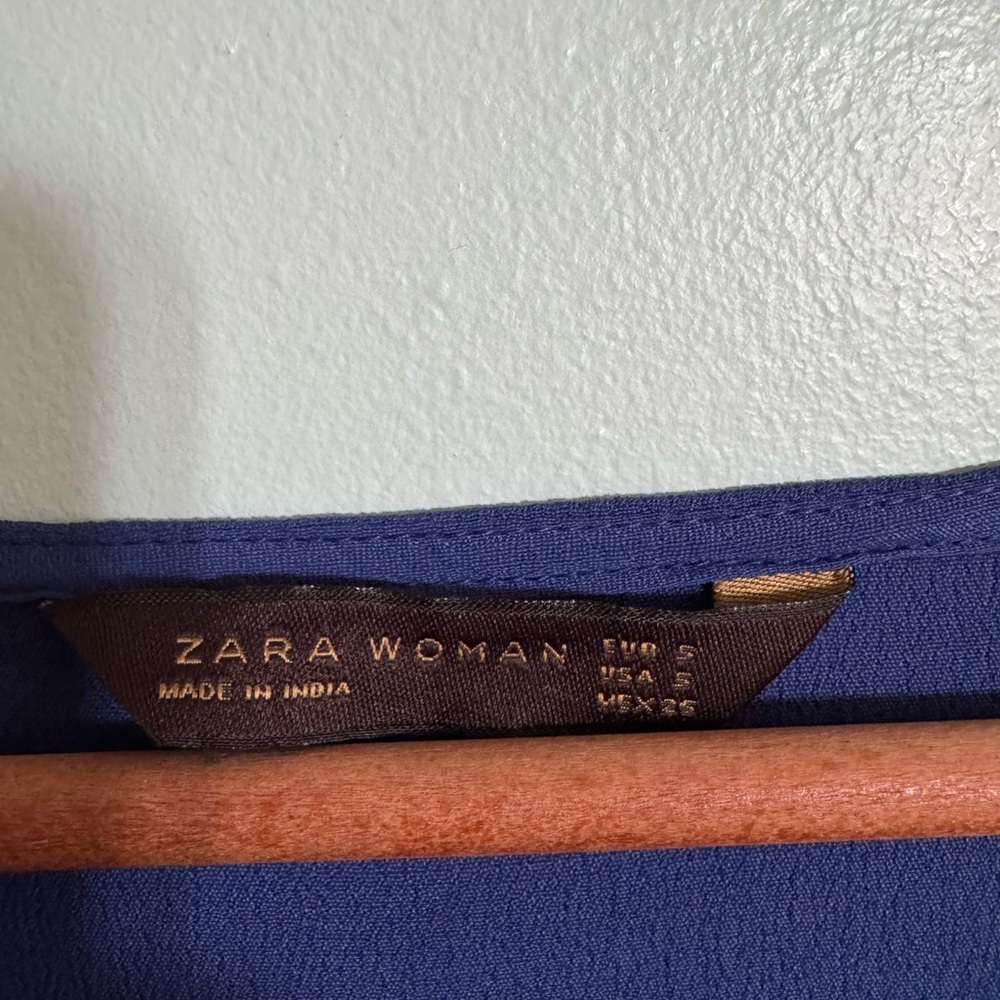 ZARA WOMAN
MADE IN INDIA
EUR S
USA S
MEX 26